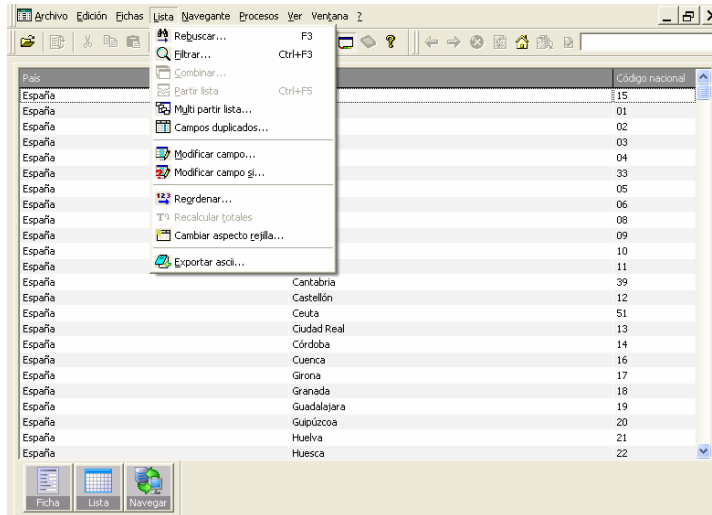 Archivo Edición Fichas Lista Navegante Procesos Ver Ventana ?
Rebuscar... F3
Filtrar... Ctrl+F3
Combinar...
Partir lista Ctrl+F5
Multi partir lista...
Campos duplicados...
Modificar campo...
Modificar campo si...
Reordenar...
Recalcular totales
Cambiar aspecto rejilla...
Exportar ascii...
País Código nacional
España 15
España 01
España 02
España 03
España 04
España 33
España 05
España 06
España 08
España 09
España 10
España 11
España Cantabria 39
España Castellón 12
España Ceuta 51
España Ciudad Real 13
España Córdoba 14
España Cuenca 16
España Girona 17
España Granada 18
España Guadalajara 19
España Guipúzcoa 20
España Huelva 21
España Huesca 22
Ficha Lista Navegar